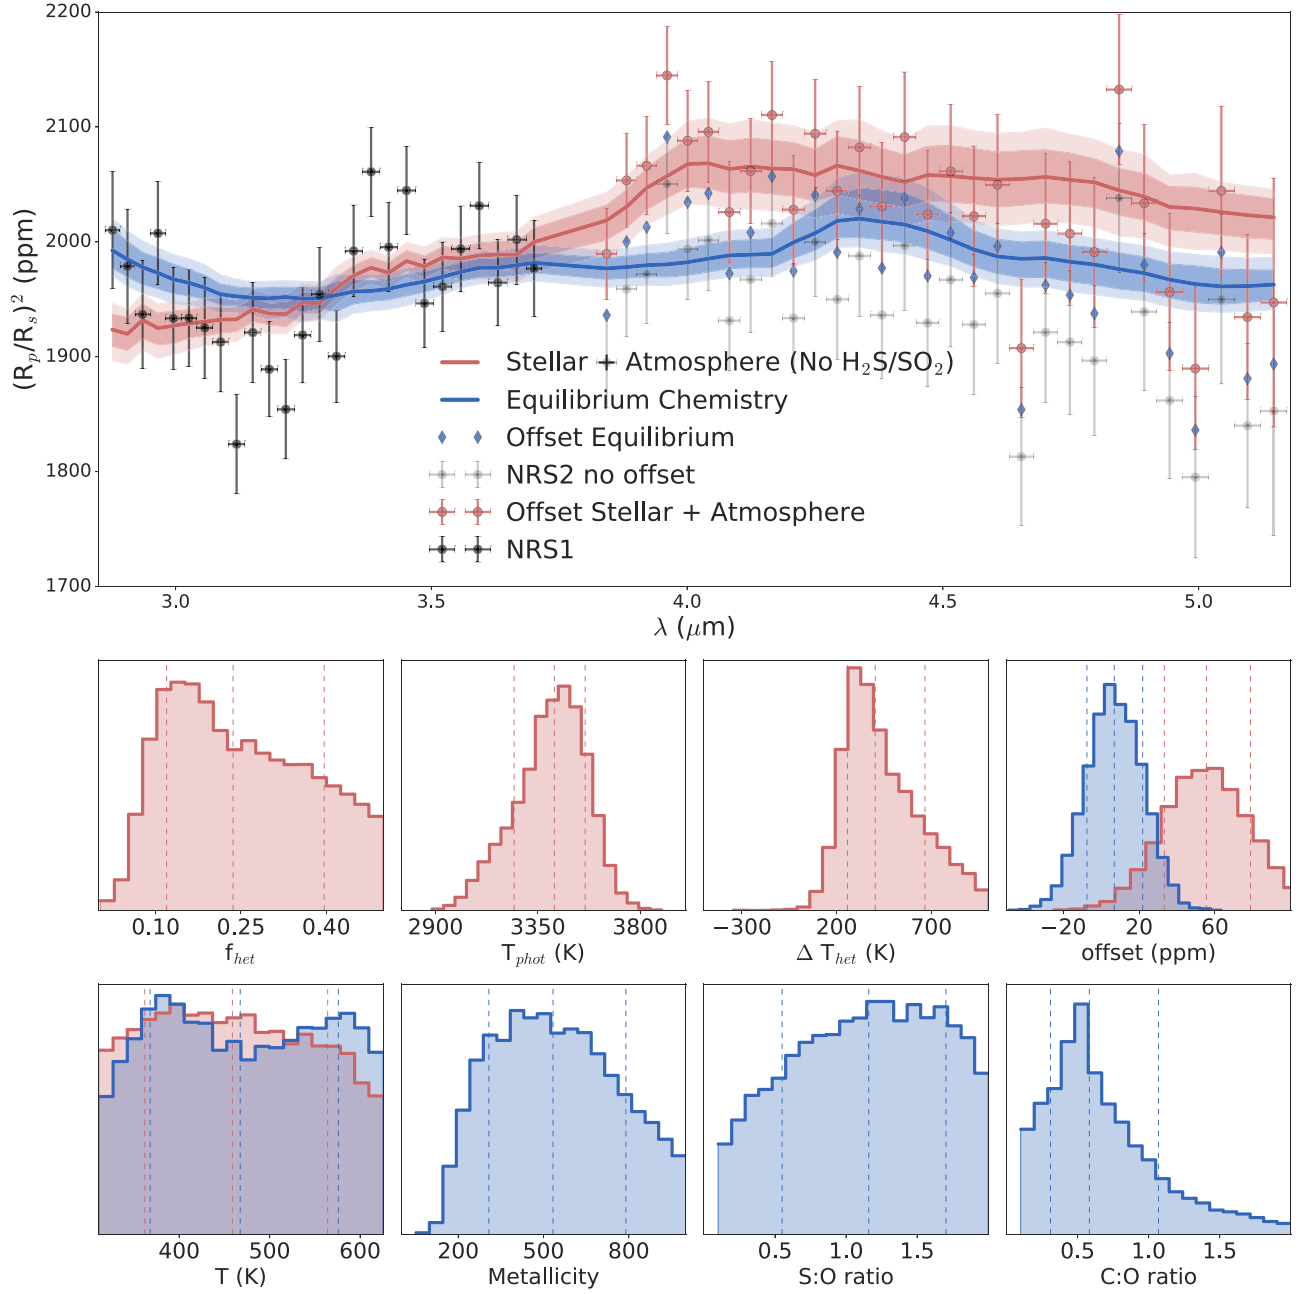 2200
2100
2000
1900
1800
1700
(R_p/R_s)^2 (ppm)
Stellar + Atmosphere (No H₂S/SO₂)
Equilibrium Chemistry
Offset Equilibrium
NRS2 no offset
Offset Stellar + Atmosphere
NRS1
3.0 3.5 4.0 4.5 5.0
λ (μm)
0.10 0.25 0.40
f_het
2900 3350 3800
T_phot (K)
−300 200 700
Δ T_het (K)
−20 20 60
offset (ppm)
400 500 600
T (K)
200 500 800
Metallicity
0.5 1.0 1.5
S:O ratio
0.5 1.0 1.5
C:O ratio